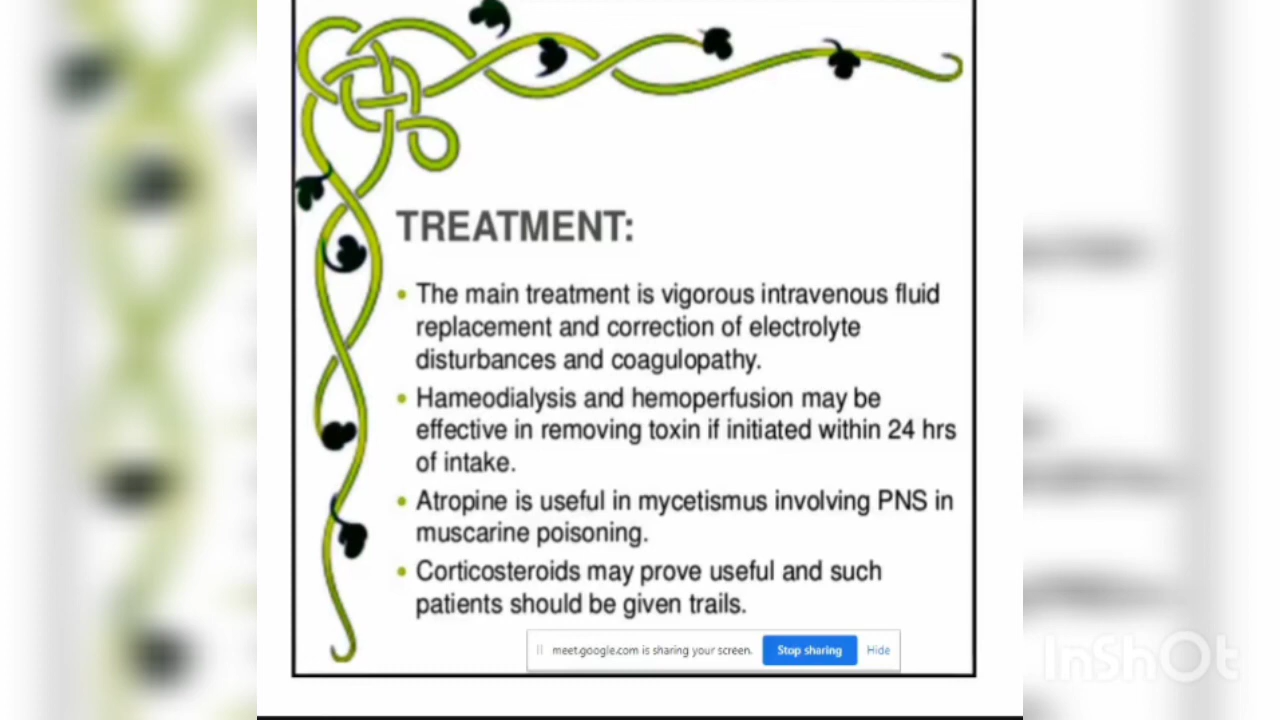 TREATMENT:
• The main treatment is vigorous intravenous fluid
replacement and correction of electrolyte
disturbances and coagulopathy.
• Hameodialysis and hemoperfusion may be
effective in removing toxin if initiated within 24 hrs
of intake.
• Atropine is useful in mycetismus involving PNS in
muscarine poisoning.
• Corticosteroids may prove useful and such
patients should be given trails.
meet.google.com is sharing your screen. Stop sharing Hide
InShOt